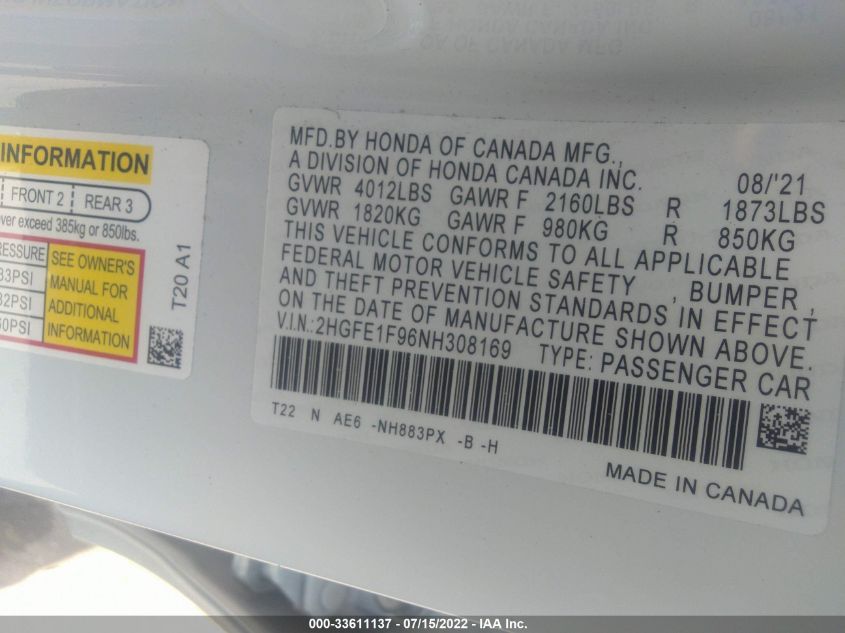 INFORMATION
FRONT 2 REAR 3
ver exceed 385kg or 850lbs.
RESSURE
33PSI
32PSI
60PSI
SEE OWNER'S
MANUAL FOR
ADDITIONAL
INFORMATION
T20 A1
MFD.BY HONDA OF CANADA MFG.,
A DIVISION OF HONDA CANADA INC. 08/'21
GVWR 4012LBS GAWR F 2160LBS R 1873LBS
GVWR 1820KG GAWR F 980KG R 850KG
THIS VEHICLE CONFORMS TO ALL APPLICABLE
FEDERAL MOTOR VEHICLE SAFETY , BUMPER ,
AND THEFT PREVENTION STANDARDS IN EFFECT
ON THE DATE OF MANUFACTURE SHOWN ABOVE.
V.I.N.:2HGFE1F96NH308169 TYPE: PASSENGER CAR
T22 N AE6 -NH883PX -B -H
MADE IN CANADA
000-33611137 - 07/15/2022 - IAA Inc.